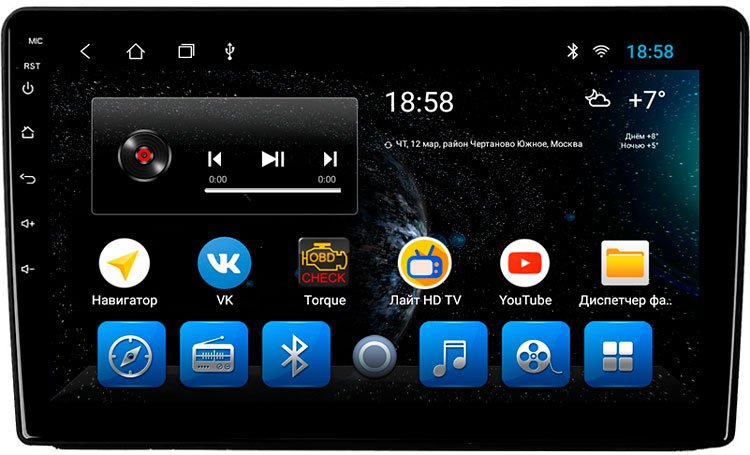 MIC
18:58
RST
18:58
+7°
ЧТ, 12 мар, район Чертаново Южное, Москва
Днём +8°
Ночью +5°
0:00
0:00
OBD
CHECK
Навигатор
VK
Torque
Лайт HD TV
YouTube
Диспетчер фа..